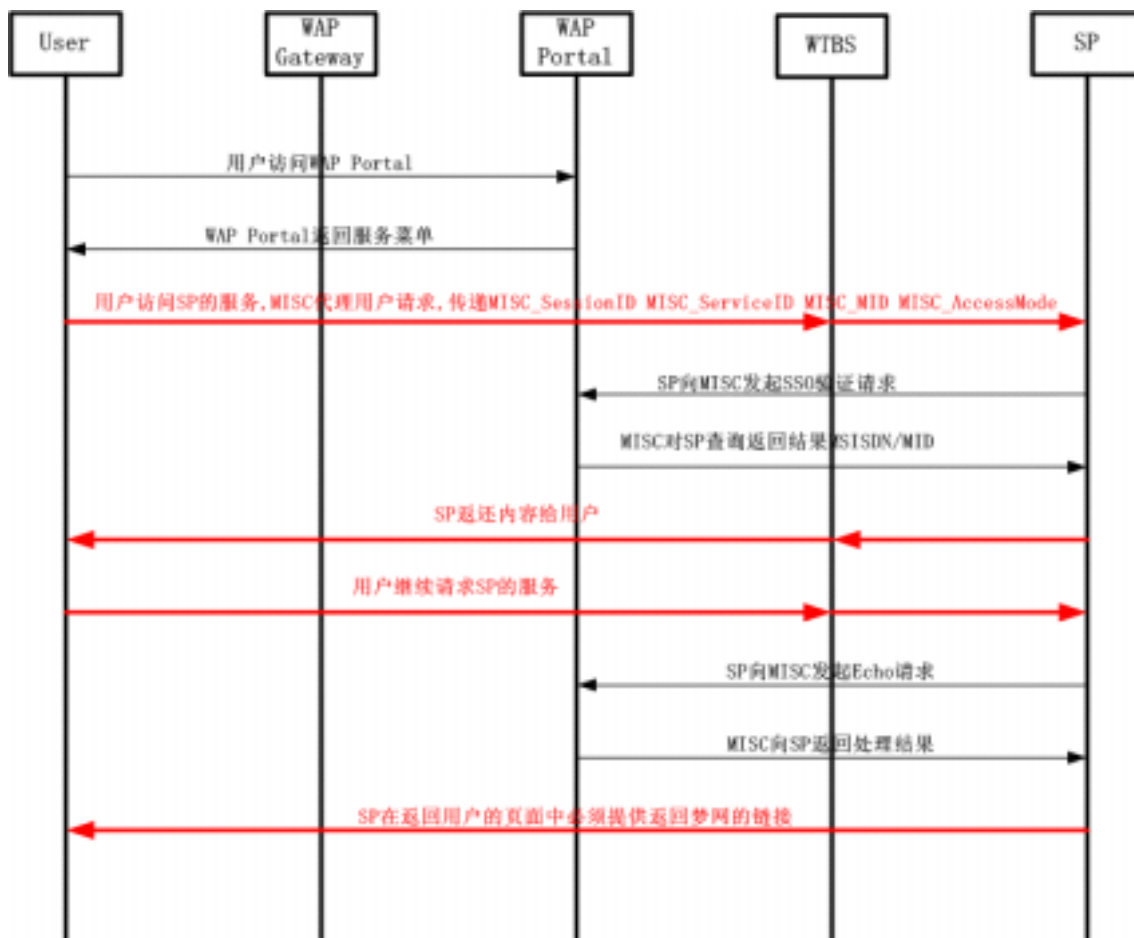 User
WAP
Gateway
WAP
Portal
WTBS
SP
用户访问WAP Portal
WAP Portal返回服务菜单
用户访问SP的服务,MISC代理用户请求,传递MISC_SessionID MISC_ServiceID MISC_MID MISC_AccessMode
SP向MISC发起SSO验证请求
MISC对SP查询返回结果MSISDN/MID
SP返还内容给用户
用户继续请求SP的服务
SP向MISC发起Echo请求
MISC向SP返回处理结果
SP在返回用户的页面中必须提供返回梦网的链接